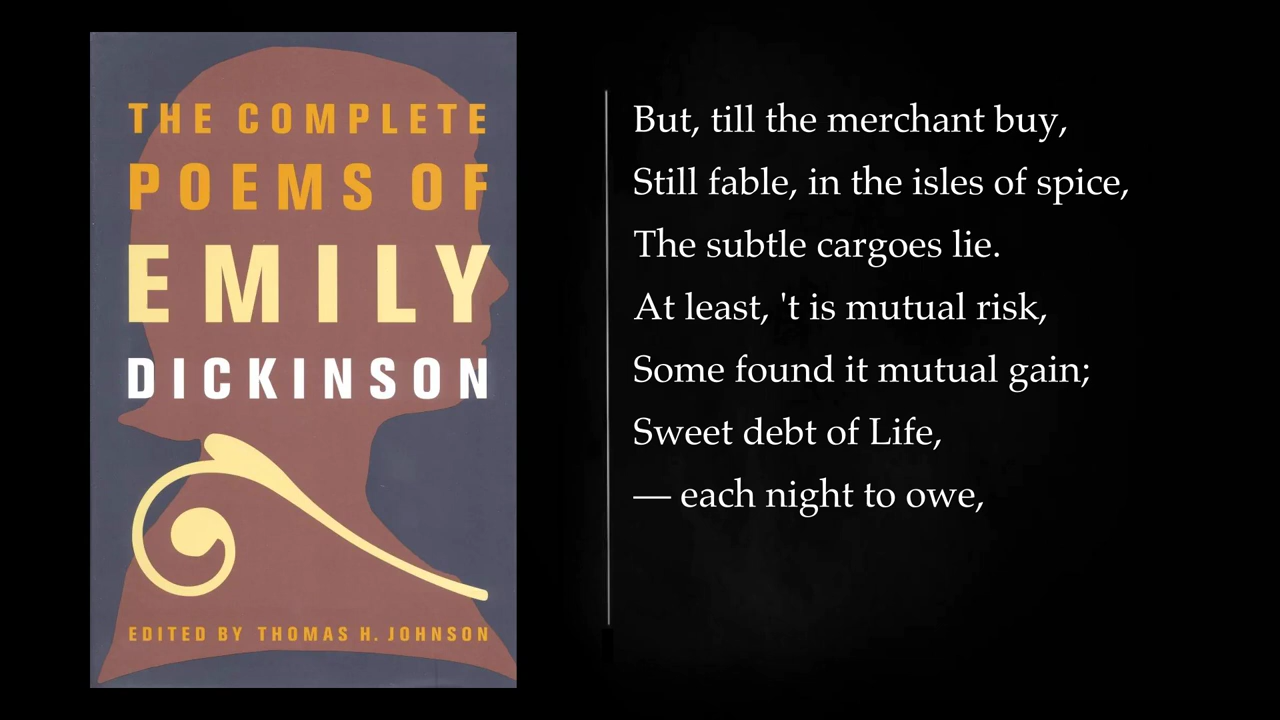 THE COMPLETE
POEMS OF
EMILY
DICKINSON
EDITED BY THOMAS H. JOHNSON
But, till the merchant buy,
Still fable, in the isles of spice,
The subtle cargoes lie.
At least, 't is mutual risk,
Some found it mutual gain;
Sweet debt of Life,
— each night to owe,